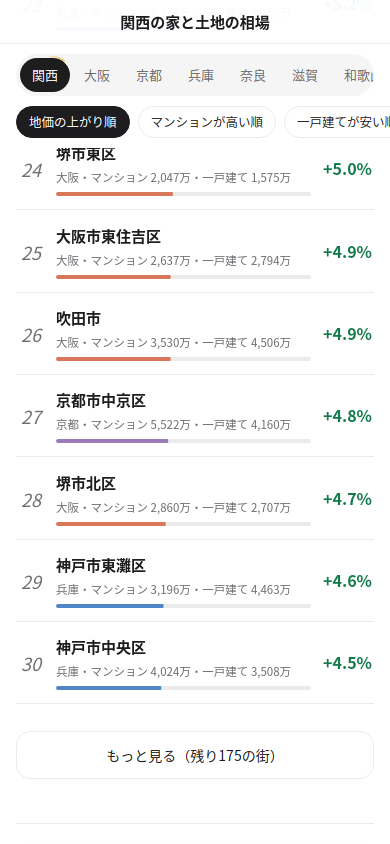 関西の家と土地の相場
関西 大阪 京都 兵庫 奈良 滋賀 和歌
地価の上がり順 マンションが高い順 一戸建てが安い順
24 堺市東区 +5.0%
大阪・マンション 2,047万・一戸建て 1,575万
25 大阪市東住吉区 +4.9%
大阪・マンション 2,637万・一戸建て 2,794万
26 吹田市 +4.9%
大阪・マンション 3,530万・一戸建て 4,506万
27 京都市中京区 +4.8%
京都・マンション 5,522万・一戸建て 4,160万
28 堺市北区 +4.7%
大阪・マンション 2,860万・一戸建て 2,707万
29 神戸市東灘区 +4.6%
兵庫・マンション 3,196万・一戸建て 4,463万
30 神戸市中央区 +4.5%
兵庫・マンション 4,024万・一戸建て 3,508万
もっと見る（残り175の街）